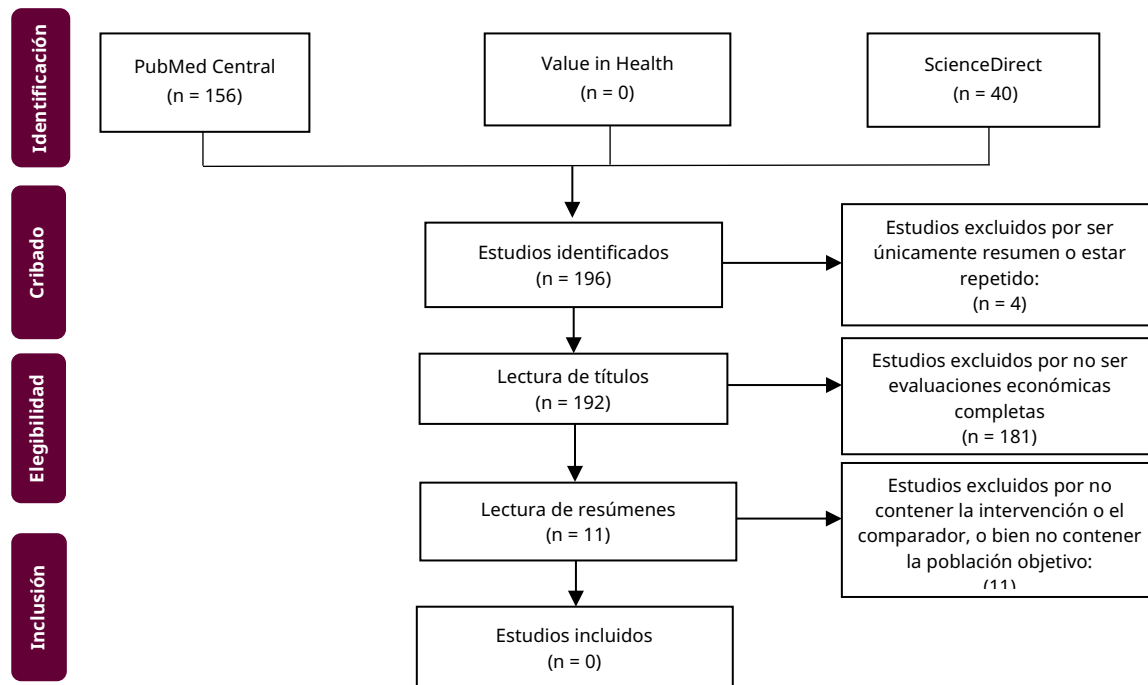 Identificación
PubMed Central
(n = 156)
Value in Health
(n = 0)
ScienceDirect
(n = 40)
Cribado
Estudios identificados
(n = 196)
Estudios excluidos por ser
únicamente resumen o estar
repetido:
(n = 4)
Elegibilidad
Lectura de títulos
(n = 192)
Estudios excluidos por no ser
evaluaciones económicas
completas
(n = 181)
Lectura de resúmenes
(n = 11)
Estudios excluidos por no
contener la intervención o el
comparador, o bien no contener
la población objetivo:
(11)
Inclusión
Estudios incluidos
(n = 0)